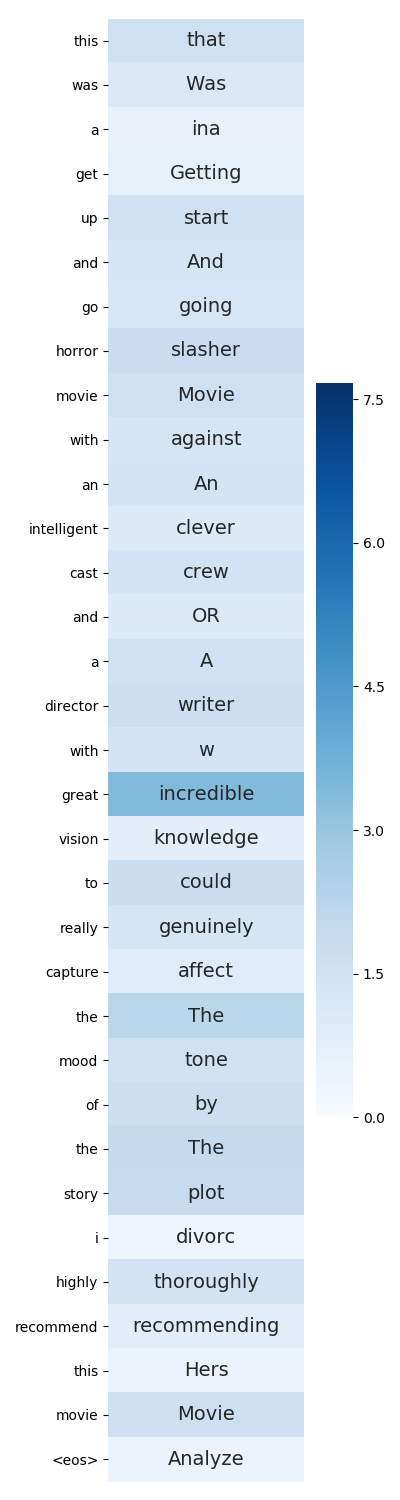 this that
was Was
a ina
get Getting
up start
and And
go going
horror slasher
movie Movie
with against
an An
intelligent clever
cast crew
and OR
a A
director writer
with w
great incredible
vision knowledge
to could
really genuinely
capture affect
the The
mood tone
of by
the The
story plot
i divorc
highly thoroughly
recommend recommending
this Hers
movie Movie
<eos> Analyze
7.5
6.0
4.5
3.0
1.5
0.0